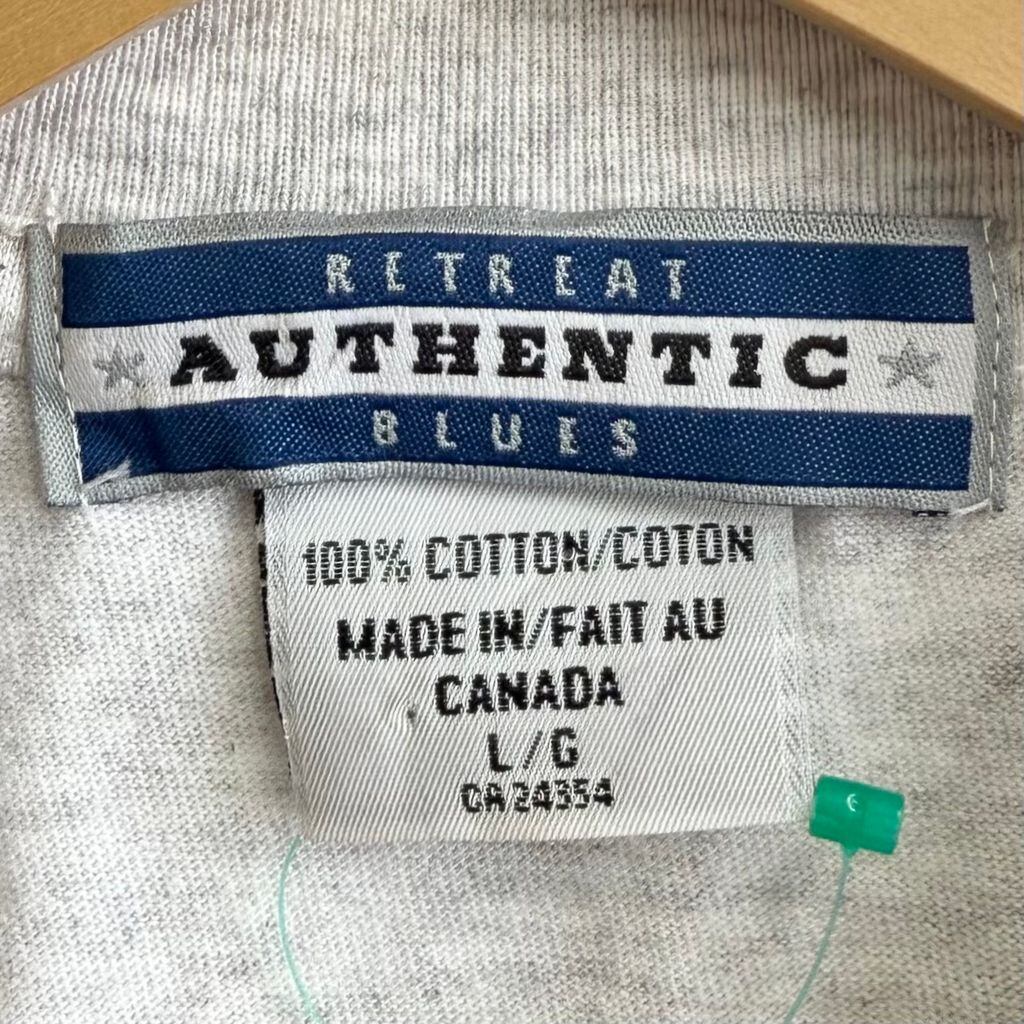 RETREAT
AUTHENTIC
BLUES
100% COTTON/COTON
MADE IN/FAIT AU
CANADA
L/G
CA 24354